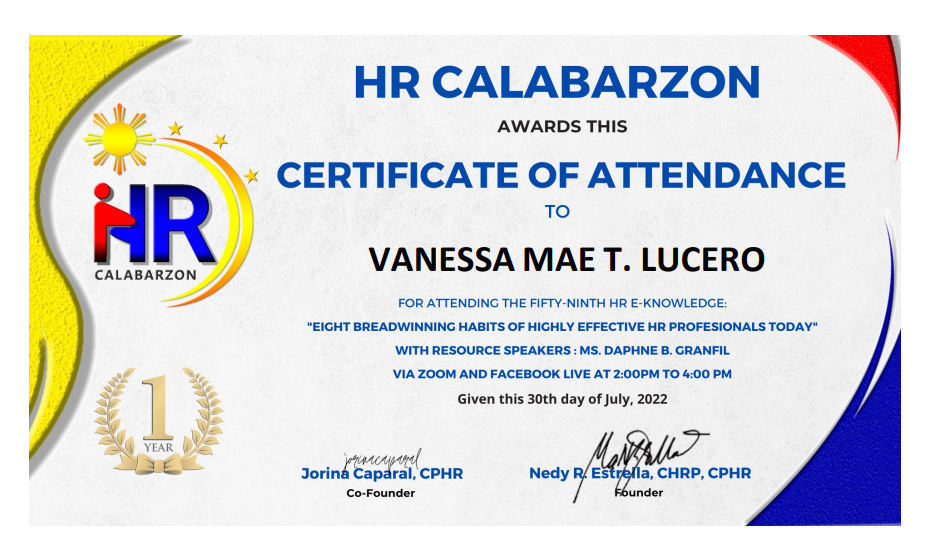 HR CALABARZON
AWARDS THIS
CERTIFICATE OF ATTENDANCE
TO
VANESSA MAE T. LUCERO
FOR ATTENDING THE FIFTY-NINTH HR E-KNOWLEDGE:
"EIGHT BREADWINNING HABITS OF HIGHLY EFFECTIVE HR PROFESIONALS TODAY"
WITH RESOURCE SPEAKERS : MS. DAPHNE B. GRANFIL
VIA ZOOM AND FACEBOOK LIVE AT 2:00PM TO 4:00 PM
Given this 30th day of July, 2022
HR
CALABARZON
1
YEAR
jorinacaparal
Jorina Caparal, CPHR
Co-Founder
Nedy R. Estrella, CHRP, CPHR
Founder